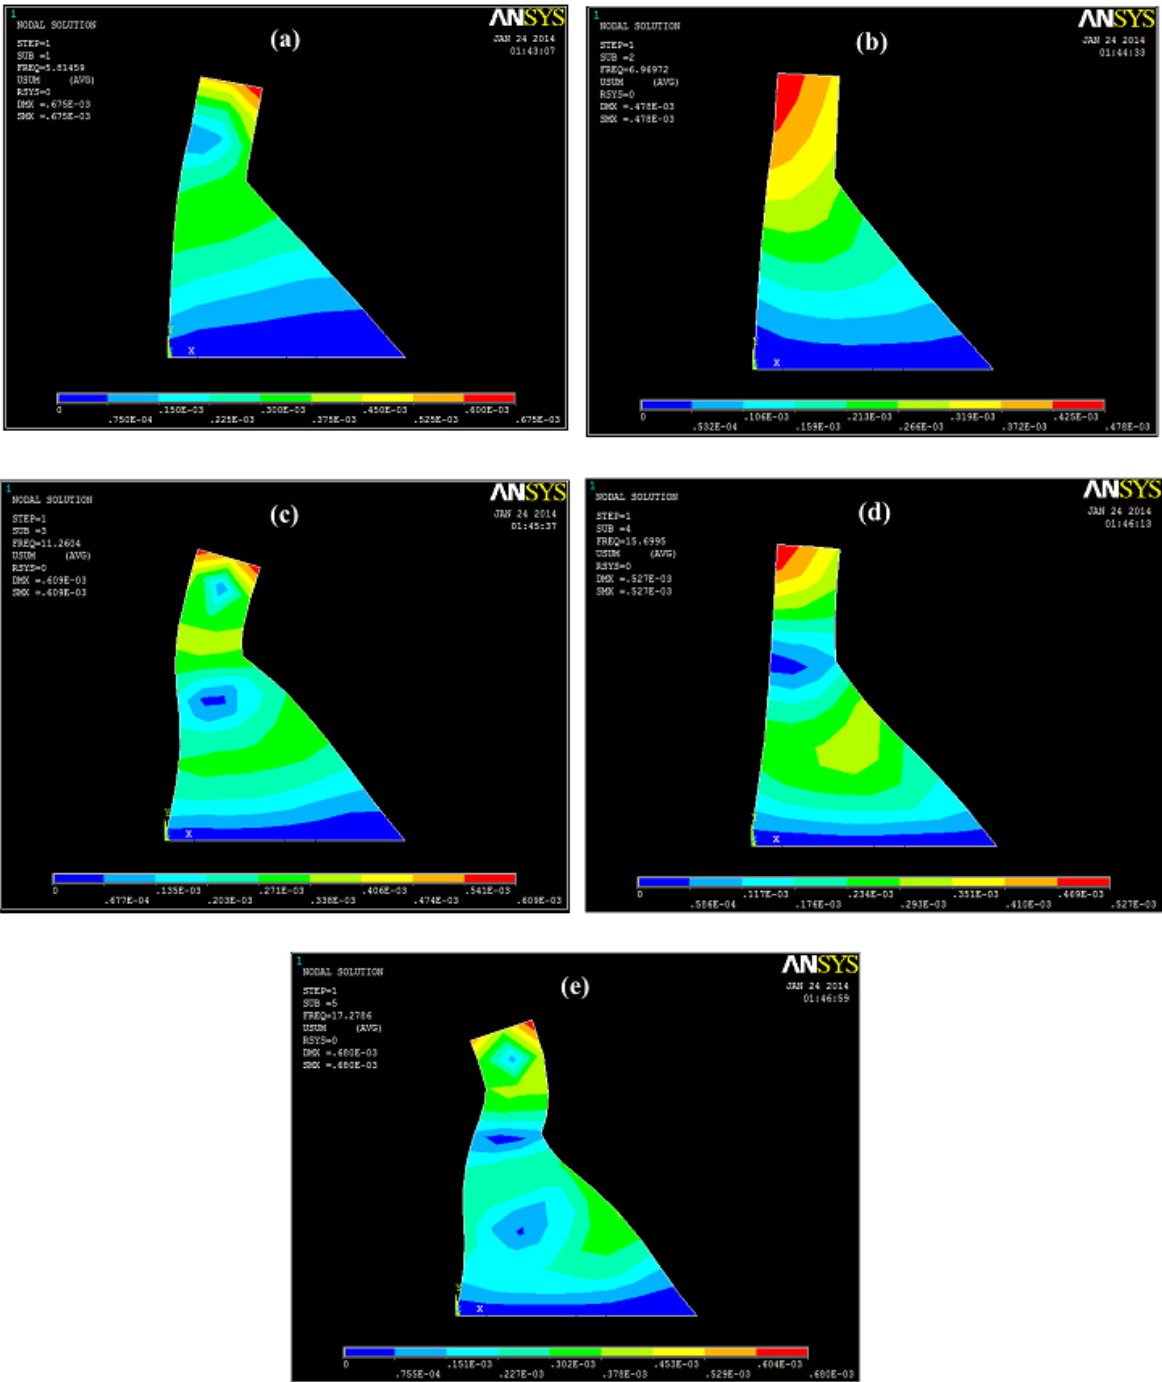 1
NODAL SOLUTION
STEP=1
SUB =1
FREQ=5.81459
USUM (AVG)
RSYS=0
DMX =.675E-03
SMX =.675E-03
(a)
ANSYS
JAN 24 2014
01:43:07
X
0
.750E-04
.150E-03
.225E-03
.300E-03
.375E-03
.450E-03
.525E-03
.600E-03
.675E-03
1
NODAL SOLUTION
STEP=1
SUB =2
FREQ=6.96972
USUM (AVG)
RSYS=0
DMX =.478E-03
SMX =.478E-03
(b)
ANSYS
JAN 24 2014
01:44:33
X
0
.532E-04
.106E-03
.159E-03
.213E-03
.266E-03
.319E-03
.372E-03
.425E-03
.478E-03
1
NODAL SOLUTION
STEP=1
SUB =3
FREQ=11.2604
USUM (AVG)
RSYS=0
DMX =.609E-03
SMX =.609E-03
(c)
ANSYS
JAN 24 2014
01:45:37
X
0
.677E-04
.135E-03
.203E-03
.271E-03
.338E-03
.406E-03
.474E-03
.541E-03
.609E-03
1
NODAL SOLUTION
STEP=1
SUB =4
FREQ=15.6995
USUM (AVG)
RSYS=0
DMX =.527E-03
SMX =.527E-03
(d)
ANSYS
JAN 24 2014
01:46:13
X
0
.586E-04
.117E-03
.176E-03
.234E-03
.293E-03
.351E-03
.410E-03
.469E-03
.527E-03
1
NODAL SOLUTION
STEP=1
SUB =5
FREQ=17.2786
USUM (AVG)
RSYS=0
DMX =.680E-03
SMX =.680E-03
(e)
ANSYS
JAN 24 2014
01:46:59
X
0
.755E-04
.151E-03
.227E-03
.302E-03
.378E-03
.453E-03
.529E-03
.604E-03
.680E-03